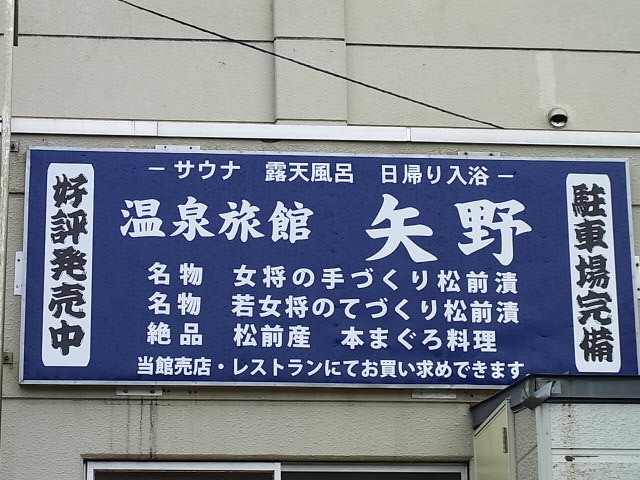 －サウナ　露天風呂　日帰り入浴－
温泉旅館　矢野
名物　女将の手づくり松前漬
名物　若女将のてづくり松前漬
絶品　松前産　本まぐろ料理
当館売店・レストランにてお買い求めできます。
好評発売中
駐車場完備